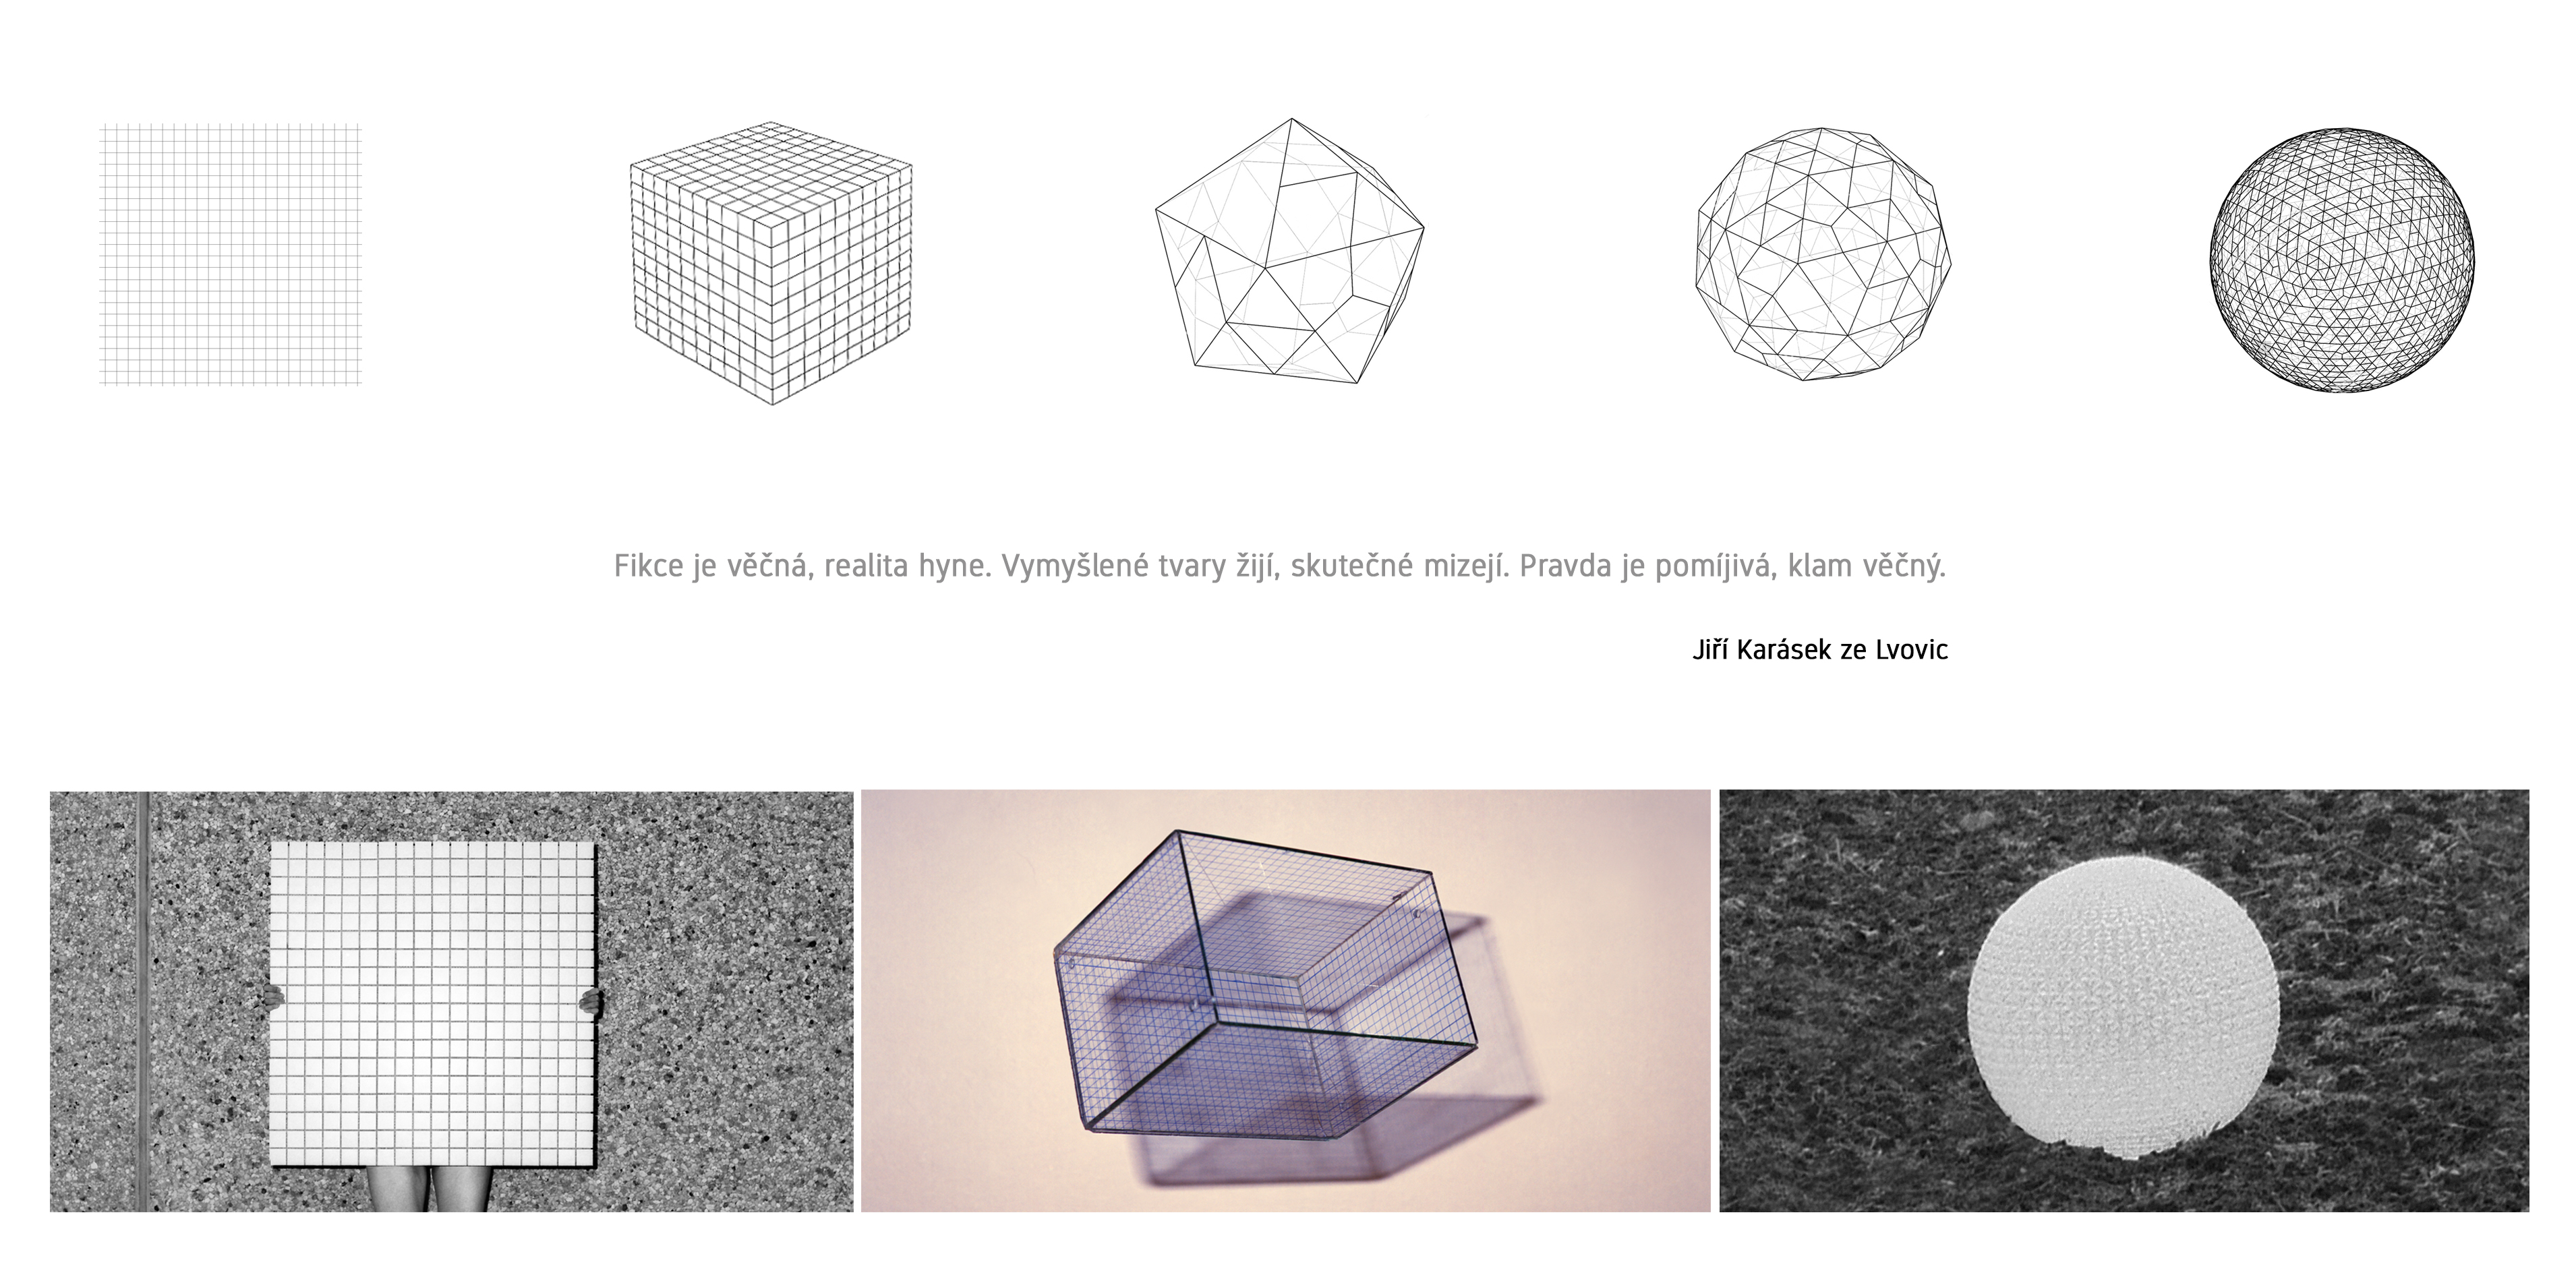 Fikce je věčná, realita hyne. Vymyšlené tvary žijí, skutečné mizejí. Pravda je pomíjivá, klam věčný.
Jiří Karásek ze Lvovic